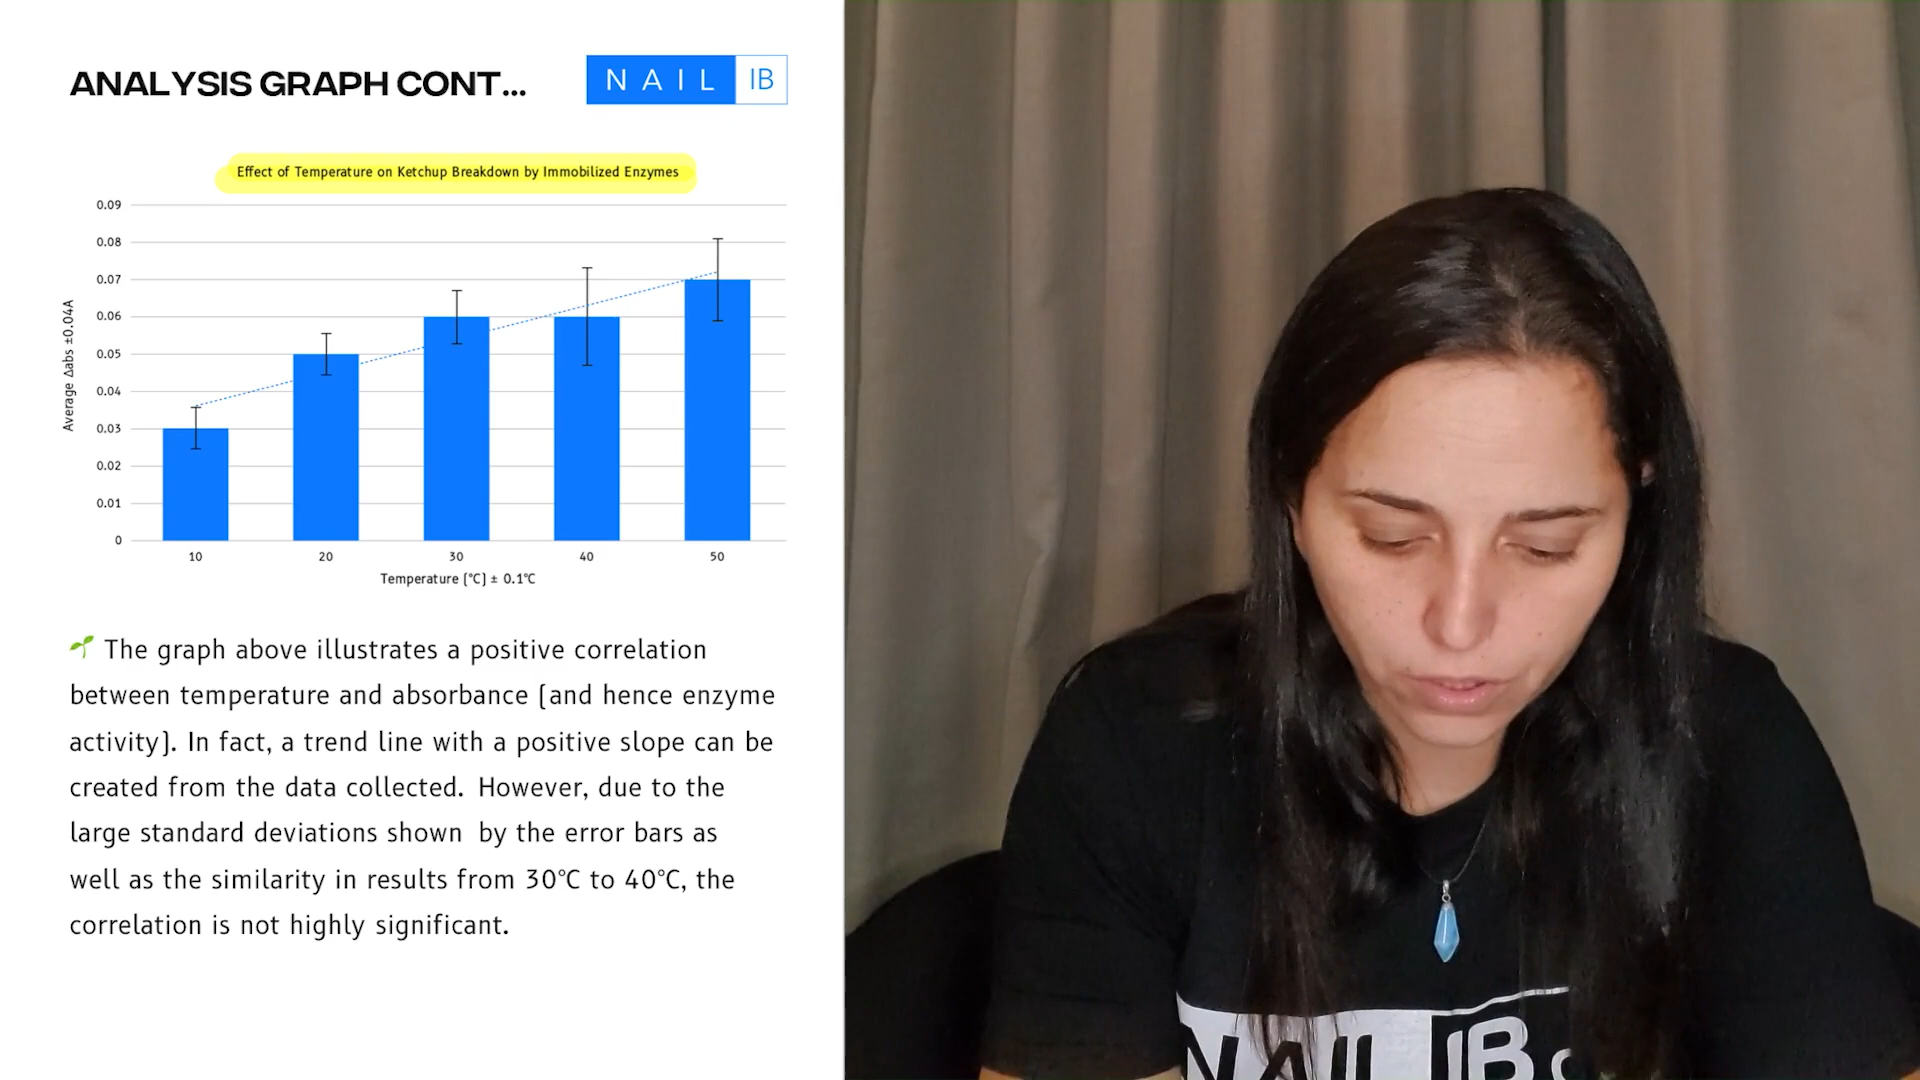 ANALYSIS GRAPH CONT...
NAIL IB
Effect of Temperature on Ketchup Breakdown by Immobilized Enzymes
0.09
0.08
0.07
0.06
0.05
0.04
0.03
0.02
0.01
0
Average Δabs ±0.04A
10 20 30 40 50
Temperature (°C) ± 0.1°C
The graph above illustrates a positive correlation
between temperature and absorbance (and hence enzyme
activity). In fact, a trend line with a positive slope can be
created from the data collected. However, due to the
large standard deviations shown by the error bars as
well as the similarity in results from 30°C to 40°C, the
correlation is not highly significant.
NAIL IB